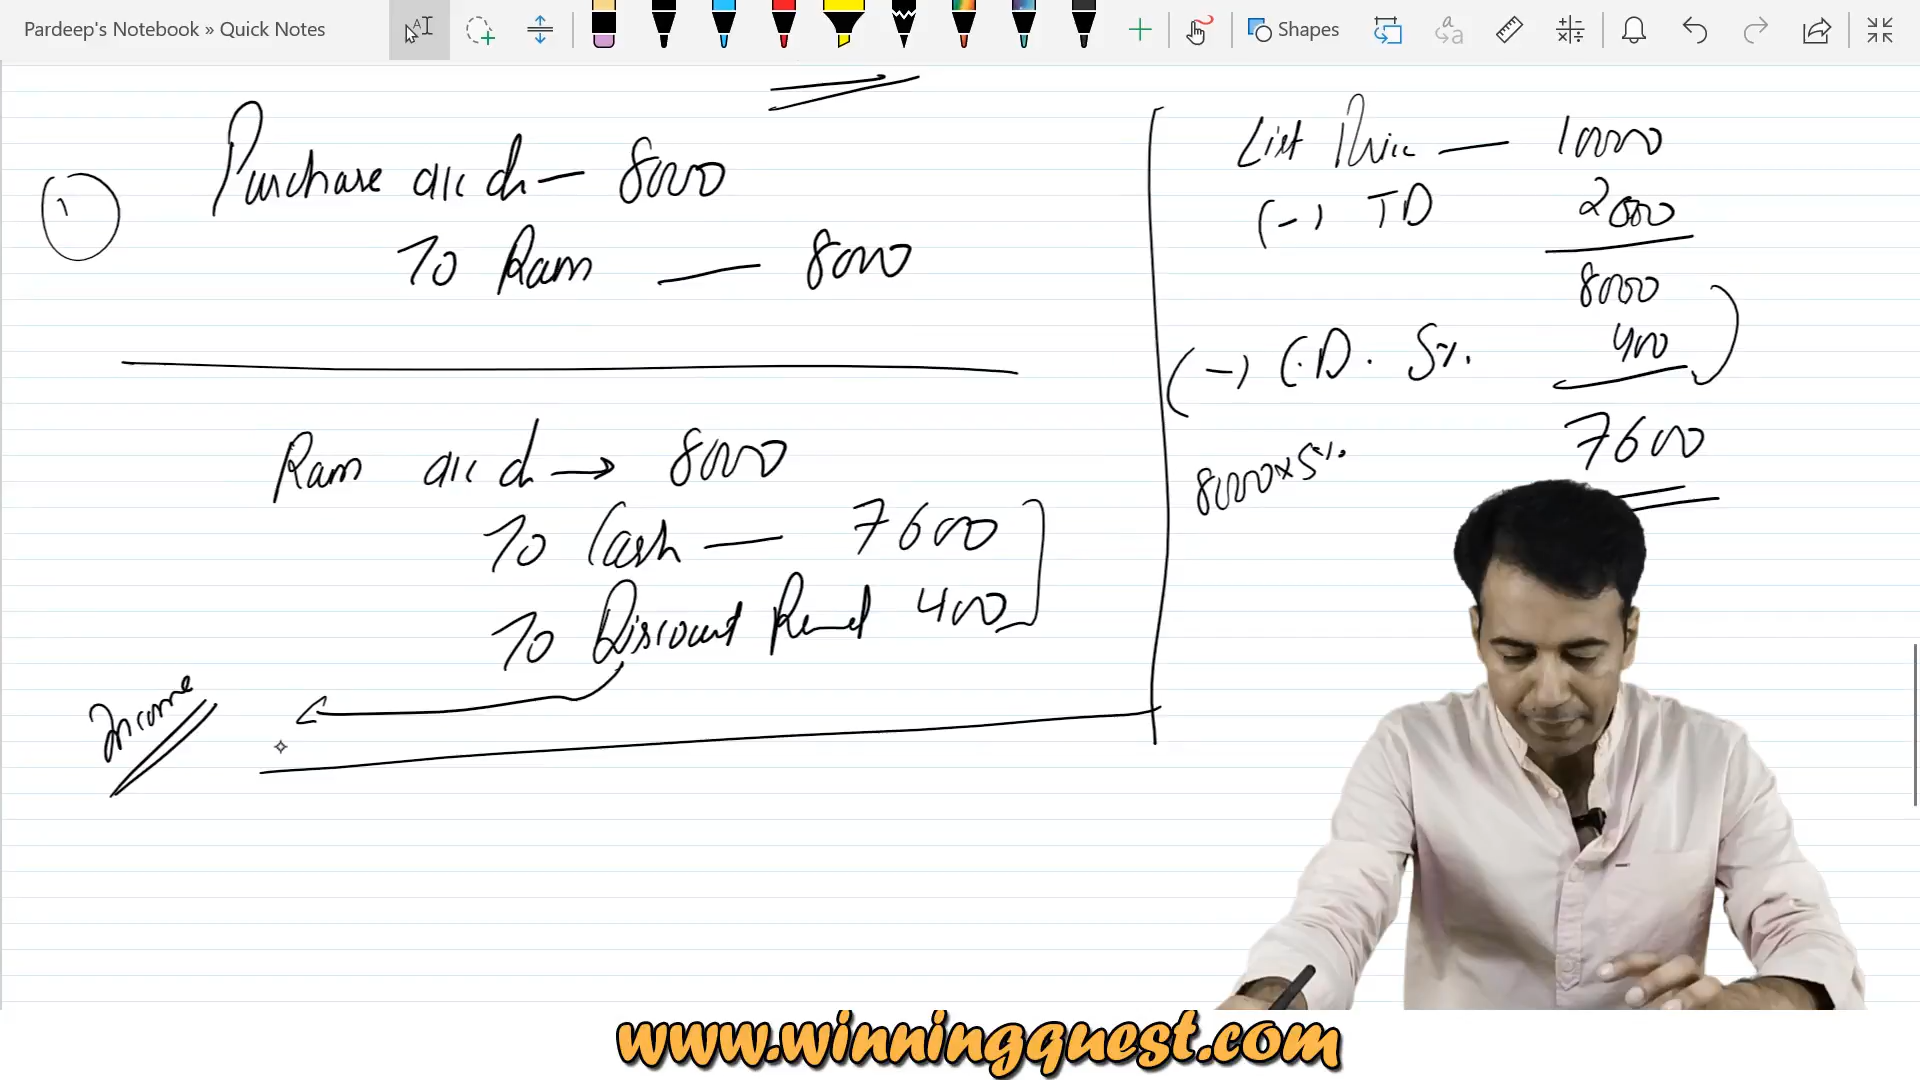 Pardeep's Notebook » Quick Notes
Shapes
1
Purchase a/c dr — 8000
To Ram — 8000
Ram a/c dr → 8000
To Cash — 7600
To Discount Received 400
Income
List Price — 10000
(-) TD 2000
8000
(-) C.D. 5% 400
7600
8000×5%
www.winningquest.com